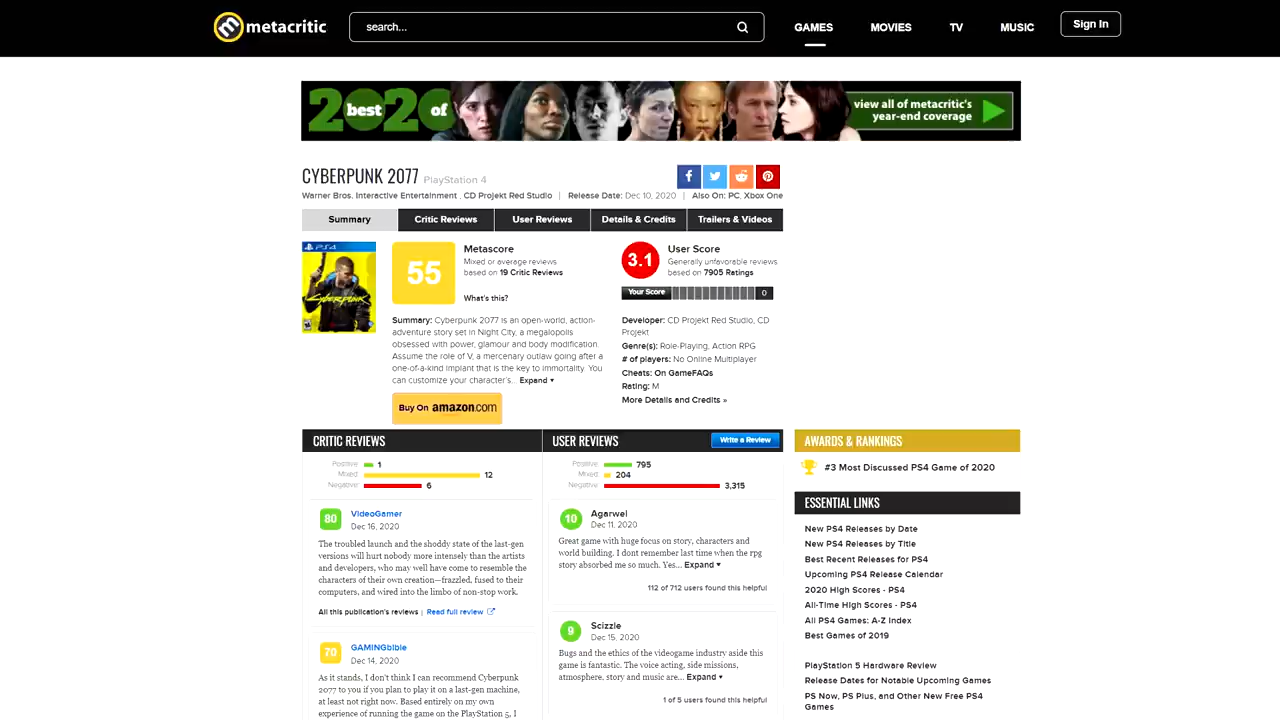 metacritic
search...
GAMES
MOVIES
TV
MUSIC
Sign In
2020
best of
view all of metacritic's
year-end coverage
CYBERPUNK 2077 PlayStation 4
Warner Bros. Interactive Entertainment , CD Projekt Red Studio | Release Date: Dec 10, 2020 | Also On: PC, Xbox One
Summary
Critic Reviews
User Reviews
Details & Credits
Trailers & Videos
PS4
Cyberpunk
55
Metascore
Mixed or average reviews
based on 19 Critic Reviews
What's this?
Summary: Cyberpunk 2077 is an open-world, action-
adventure story set in Night City, a megalopolis
obsessed with power, glamour and body modification.
Assume the role of V, a mercenary outlaw going after a
one-of-a-kind implant that is the key to immortality. You
can customize your character's... Expand
Buy On amazon.com
3.1
User Score
Generally unfavorable reviews
based on 7905 Ratings
Your Score
0
Developer: CD Projekt Red Studio, CD
Projekt
Genre(s): Role-Playing, Action RPG
# of players: No Online Multiplayer
Cheats: On GameFAQs
Rating: M
More Details and Credits »
CRITIC REVIEWS
Positive: 1
Mixed: 12
Negative: 6
80
VideoGamer
Dec 16, 2020
The troubled launch and the shoddy state of the last-gen
versions will hurt nobody more intensely than the artists
and developers, who may well have come to resemble the
characters of their own creation—frazzled, fused to their
computers, and wired into the limbo of non-stop work.
All this publication's reviews | Read full review
70
GAMINGbible
Dec 14, 2020
As it stands, I don't think I can recommend Cyberpunk
2077 to you if you plan to play it on a last-gen machine,
at least not right now. Based entirely on my own
experience of running the game on the PlayStation 5, I
USER REVIEWS
Write a Review
Positive: 795
Mixed: 204
Negative: 3,315
10
Agarwel
Dec 11, 2020
Great game with huge focus on story, characters and
world building. I dont remember last time when the rpg
story absorbed me so much. Yes... Expand
112 of 712 users found this helpful
9
Scizzle
Dec 15, 2020
Bugs and the ethics of the videogame industry aside this
game is fantastic. The voice acting, side missions,
atmosphere, story and music are... Expand
1 of 5 users found this helpful
AWARDS & RANKINGS
#3 Most Discussed PS4 Game of 2020
ESSENTIAL LINKS
New PS4 Releases by Date
New PS4 Releases by Title
Best Recent Releases for PS4
Upcoming PS4 Release Calendar
2020 High Scores - PS4
All-Time High Scores - PS4
All PS4 Games: A-Z Index
Best Games of 2019
PlayStation 5 Hardware Review
Release Dates for Notable Upcoming Games
PS Now, PS Plus, and Other New Free PS4
Games